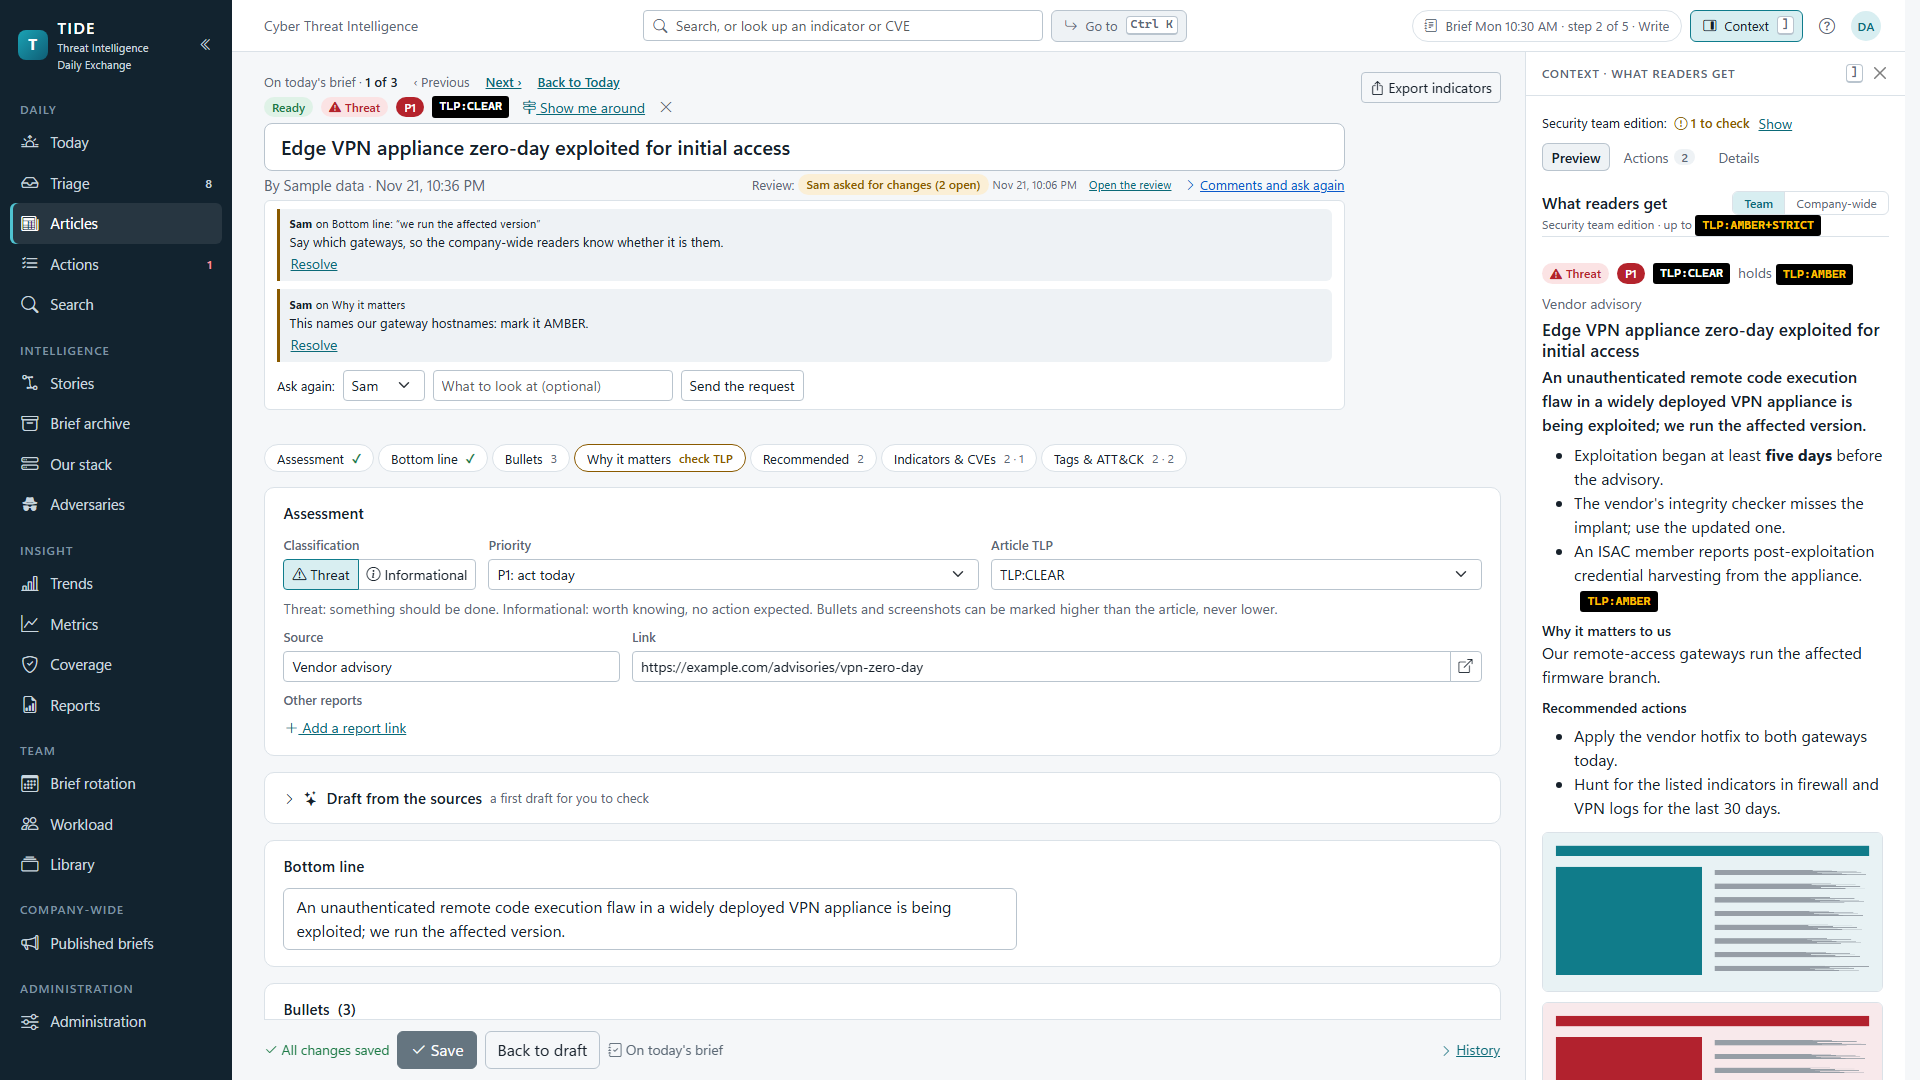 T
TIDE
Threat Intelligence
Daily Exchange
DAILY
Today
Triage 8
Articles
Actions 1
Search
INTELLIGENCE
Stories
Brief archive
Our stack
Adversaries
INSIGHT
Trends
Metrics
Coverage
Reports
TEAM
Brief rotation
Workload
Library
COMPANY-WIDE
Published briefs
ADMINISTRATION
Administration
Cyber Threat Intelligence
Search, or look up an indicator or CVE
Go to Ctrl K
Brief Mon 10:30 AM · step 2 of 5 · Write
Context ]
?
DA
On today's brief · 1 of 3 ‹ Previous Next › Back to Today
Export indicators
Ready Threat P1 TLP:CLEAR Show me around
Edge VPN appliance zero-day exploited for initial access
By Sample data · Nov 21, 10:36 PM
Review: Sam asked for changes (2 open) Nov 21, 10:06 PM Open the review Comments and ask again
Sam on Bottom line: “we run the affected version”
Say which gateways, so the company-wide readers know whether it is them.
Resolve
Sam on Why it matters
This names our gateway hostnames: mark it AMBER.
Resolve
Ask again: Sam What to look at (optional) Send the request
Assessment ✓ Bottom line ✓ Bullets 3 Why it matters check TLP Recommended 2 Indicators & CVEs 2 · 1 Tags & ATT&CK 2 · 2
Assessment
Classification Priority Article TLP
Threat Informational P1: act today TLP:CLEAR
Threat: something should be done. Informational: worth knowing, no action expected. Bullets and screenshots can be marked higher than the article, never lower.
Source Link
Vendor advisory https://example.com/advisories/vpn-zero-day
Other reports
+ Add a report link
Draft from the sources a first draft for you to check
Bottom line
An unauthenticated remote code execution flaw in a widely deployed VPN appliance is being
exploited; we run the affected version.
Bullets (3)
✓ All changes saved ✓ Save Back to draft On today's brief History
CONTEXT · WHAT READERS GET ]
Security team edition: 1 to check Show
Preview Actions 2 Details
What readers get Team Company-wide
Security team edition · up to TLP:AMBER+STRICT
Threat P1 TLP:CLEAR holds TLP:AMBER
Vendor advisory
Edge VPN appliance zero-day exploited for
initial access
An unauthenticated remote code execution
flaw in a widely deployed VPN appliance is
being exploited; we run the affected version.
• Exploitation began at least five days before
the advisory.
• The vendor's integrity checker misses the
implant; use the updated one.
• An ISAC member reports post-exploitation
credential harvesting from the appliance.
TLP:AMBER
Why it matters to us
Our remote-access gateways run the affected
firmware branch.
Recommended actions
• Apply the vendor hotfix to both gateways
today.
• Hunt for the listed indicators in firewall and
VPN logs for the last 30 days.